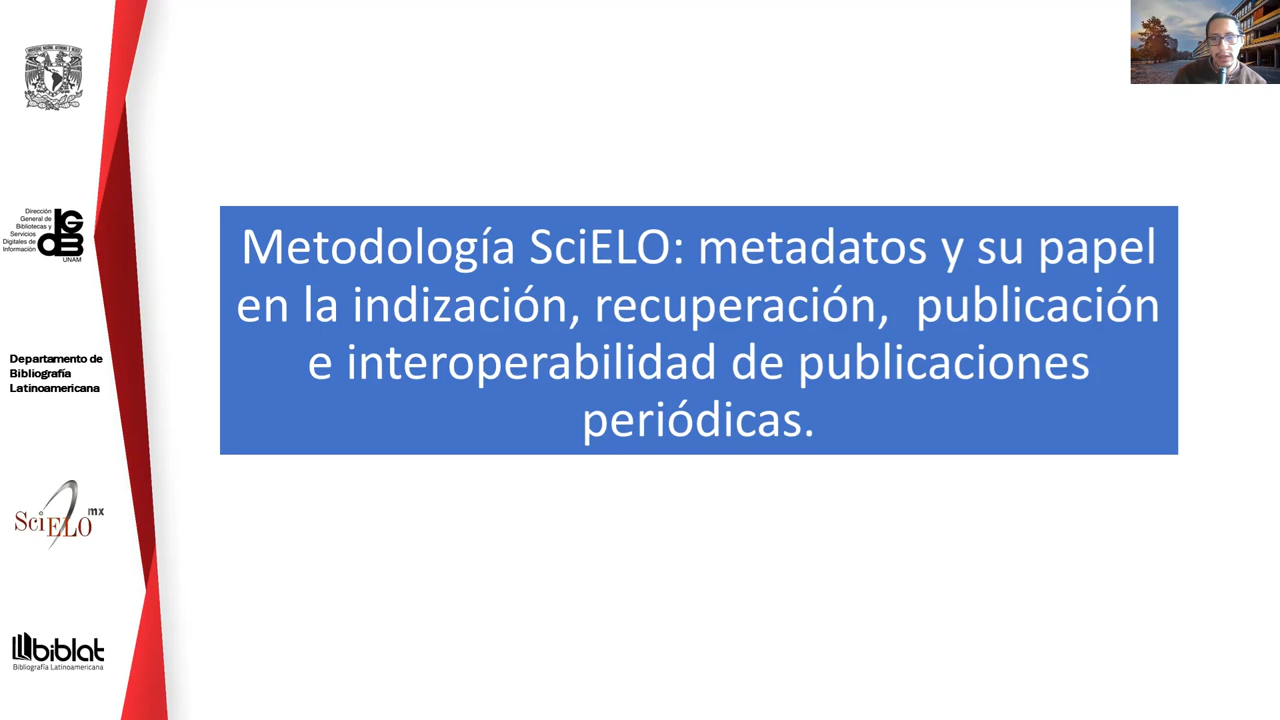 Dirección
General de
Bibliotecas y
Servicios
Digitales de
Información
UNAM
Departamento de
Bibliografía
Latinoamericana
SciELO mx
biblat
Bibliografía Latinoamericana
Metodología SciELO: metadatos y su papel
en la indización, recuperación, publicación
e interoperabilidad de publicaciones
periódicas.